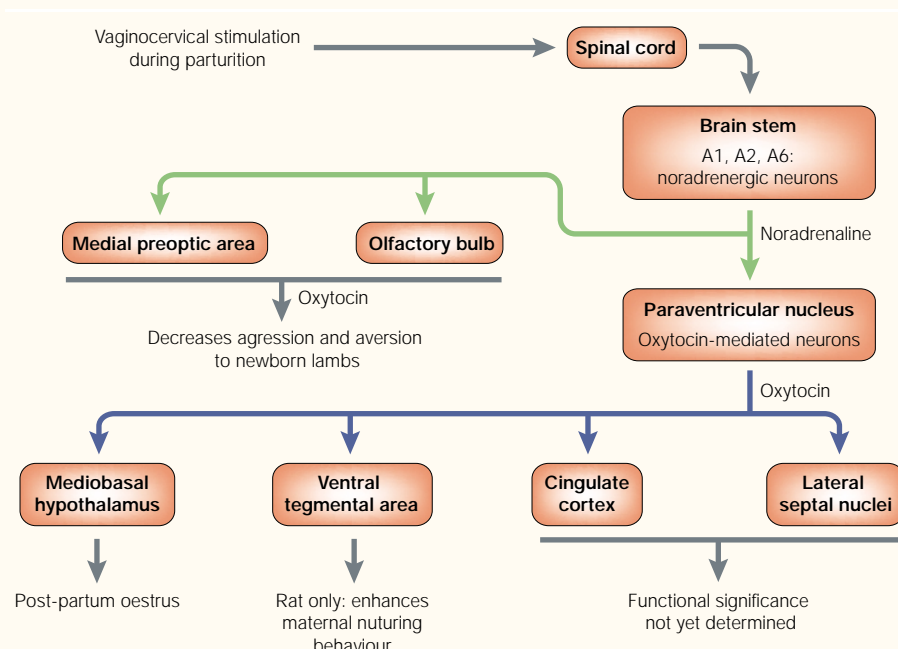 Vaginocervical stimulation
during parturition
Spinal cord
Brain stem
A1, A2, A6:
noradrenergic neurons
Noradrenaline
Medial preoptic area
Olfactory bulb
Oxytocin
Decreases agression and aversion
to newborn lambs
Paraventricular nucleus
Oxytocin-mediated neurons
Oxytocin
Mediobasal
hypothalamus
Ventral
tegmental area
Cingulate
cortex
Lateral
septal nuclei
Post-partum oestrus
Rat only: enhances
maternal nuturing
behaviour
Functional significance
not yet determined